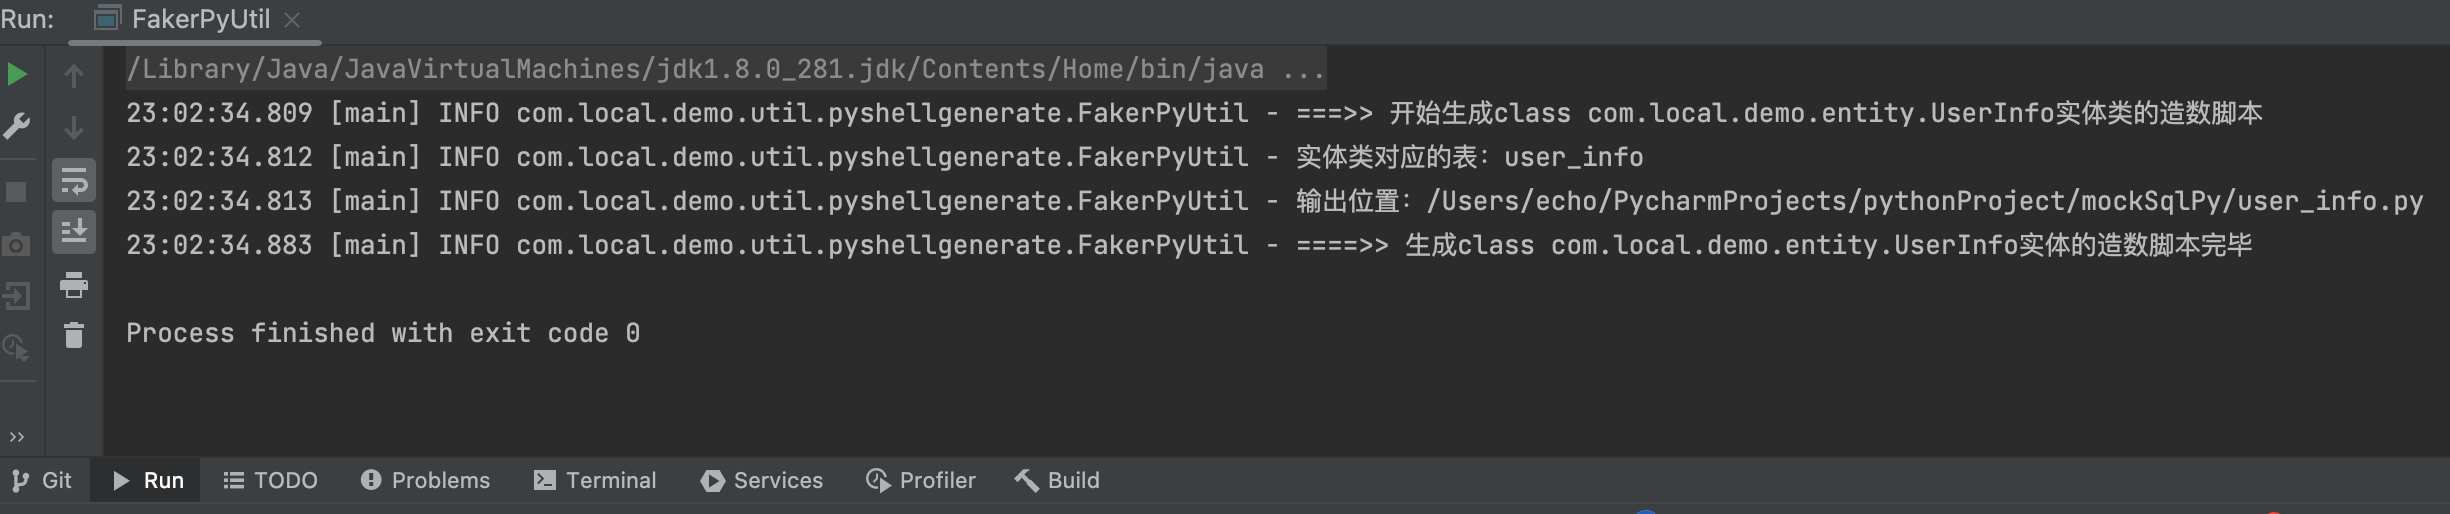 Run: FakerPyUtil
/Library/Java/JavaVirtualMachines/jdk1.8.0_281.jdk/Contents/Home/bin/java ...
23:02:34.809 [main] INFO com.local.demo.util.pyshellgenerate.FakerPyUtil - ===>> 开始生成class com.local.demo.entity.UserInfo实体类的造数脚本
23:02:34.812 [main] INFO com.local.demo.util.pyshellgenerate.FakerPyUtil - 实体类对应的表：user_info
23:02:34.813 [main] INFO com.local.demo.util.pyshellgenerate.FakerPyUtil - 输出位置：/Users/echo/PycharmProjects/pythonProject/mockSqlPy/user_info.py
23:02:34.883 [main] INFO com.local.demo.util.pyshellgenerate.FakerPyUtil - ====>> 生成class com.local.demo.entity.UserInfo实体的造数脚本完毕
Process finished with exit code 0
Git Run TODO Problems Terminal Services Profiler Build